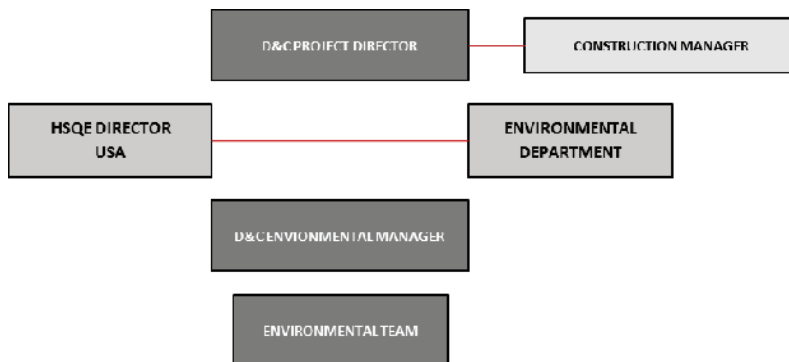 D&C PROJECT DIRECTOR
CONSTRUCTION MANAGER
HSQE DIRECTOR
USA
ENVIRONMENTAL
DEPARTMENT
D&C ENVIONMENTAL MANAGER
ENVIRONMENTAL TEAM